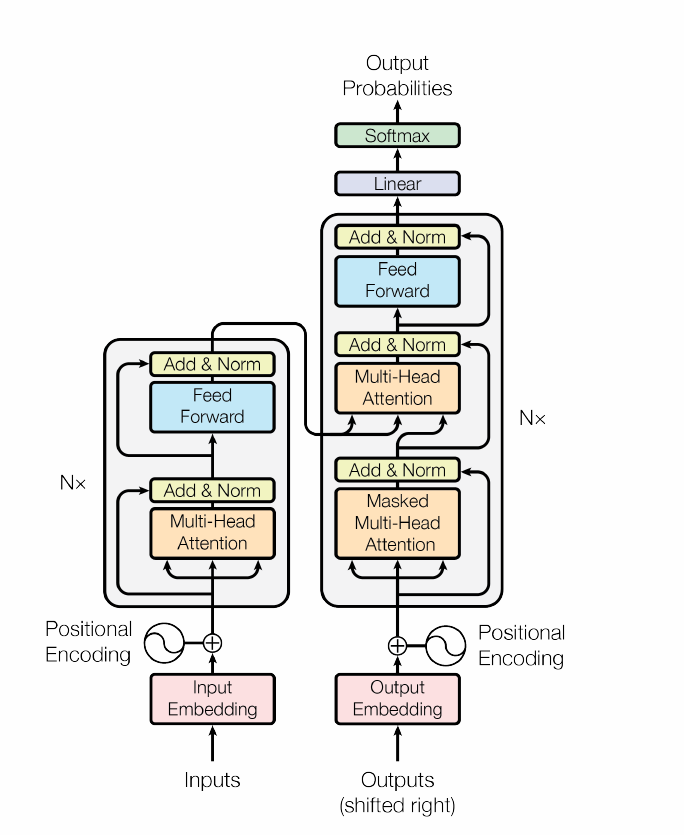 Output
Probabilities
Softmax
Linear
Add & Norm
Feed
Forward
Add & Norm
Multi-Head
Attention
Add & Norm
Masked
Multi-Head
Attention
N×
Add & Norm
Feed
Forward
Add & Norm
Multi-Head
Attention
N×
Positional
Encoding
Positional
Encoding
Input
Embedding
Output
Embedding
Inputs
Outputs
(shifted right)